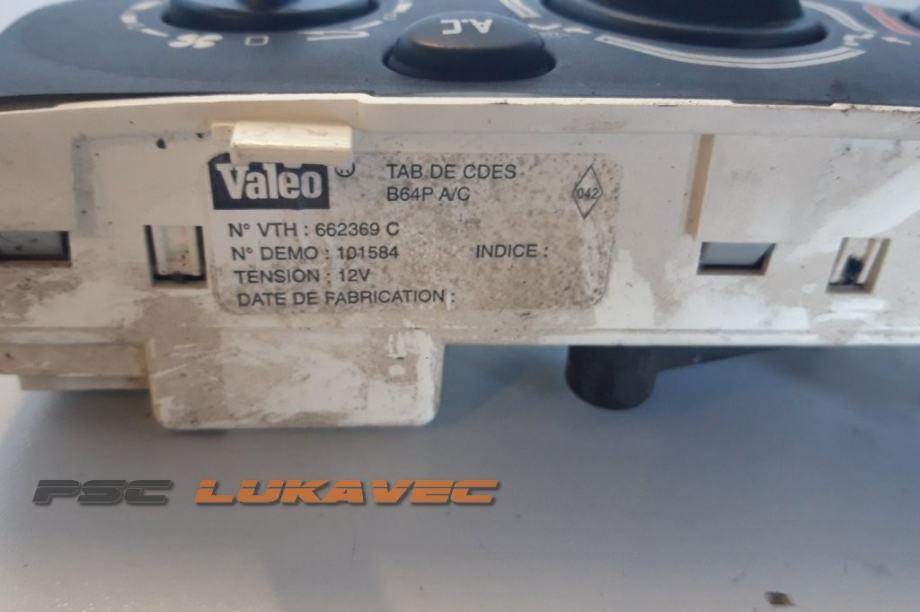 A.C
Valeo
TAB DE CDES
B64P A/C
042
N° VTH : 662369 C
N° DEMO : 101584 INDICE :
TENSION : 12V
DATE DE FABRICATION :
PSC LUKAVEC